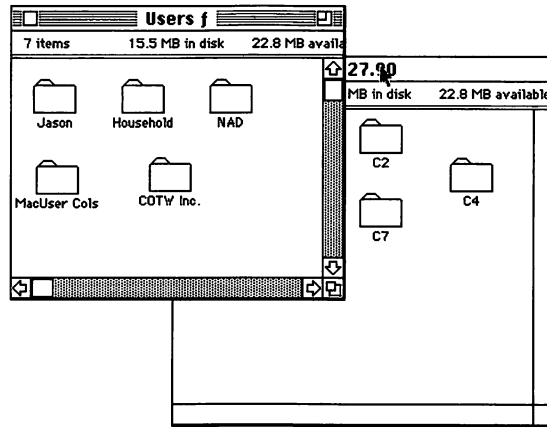 Users ƒ
7 items 15.5 MB in disk 22.8 MB availa
Jason Household NAD
MacUser Cols COTW Inc.
27.90
MB in disk 22.8 MB available
C2
C4
C7